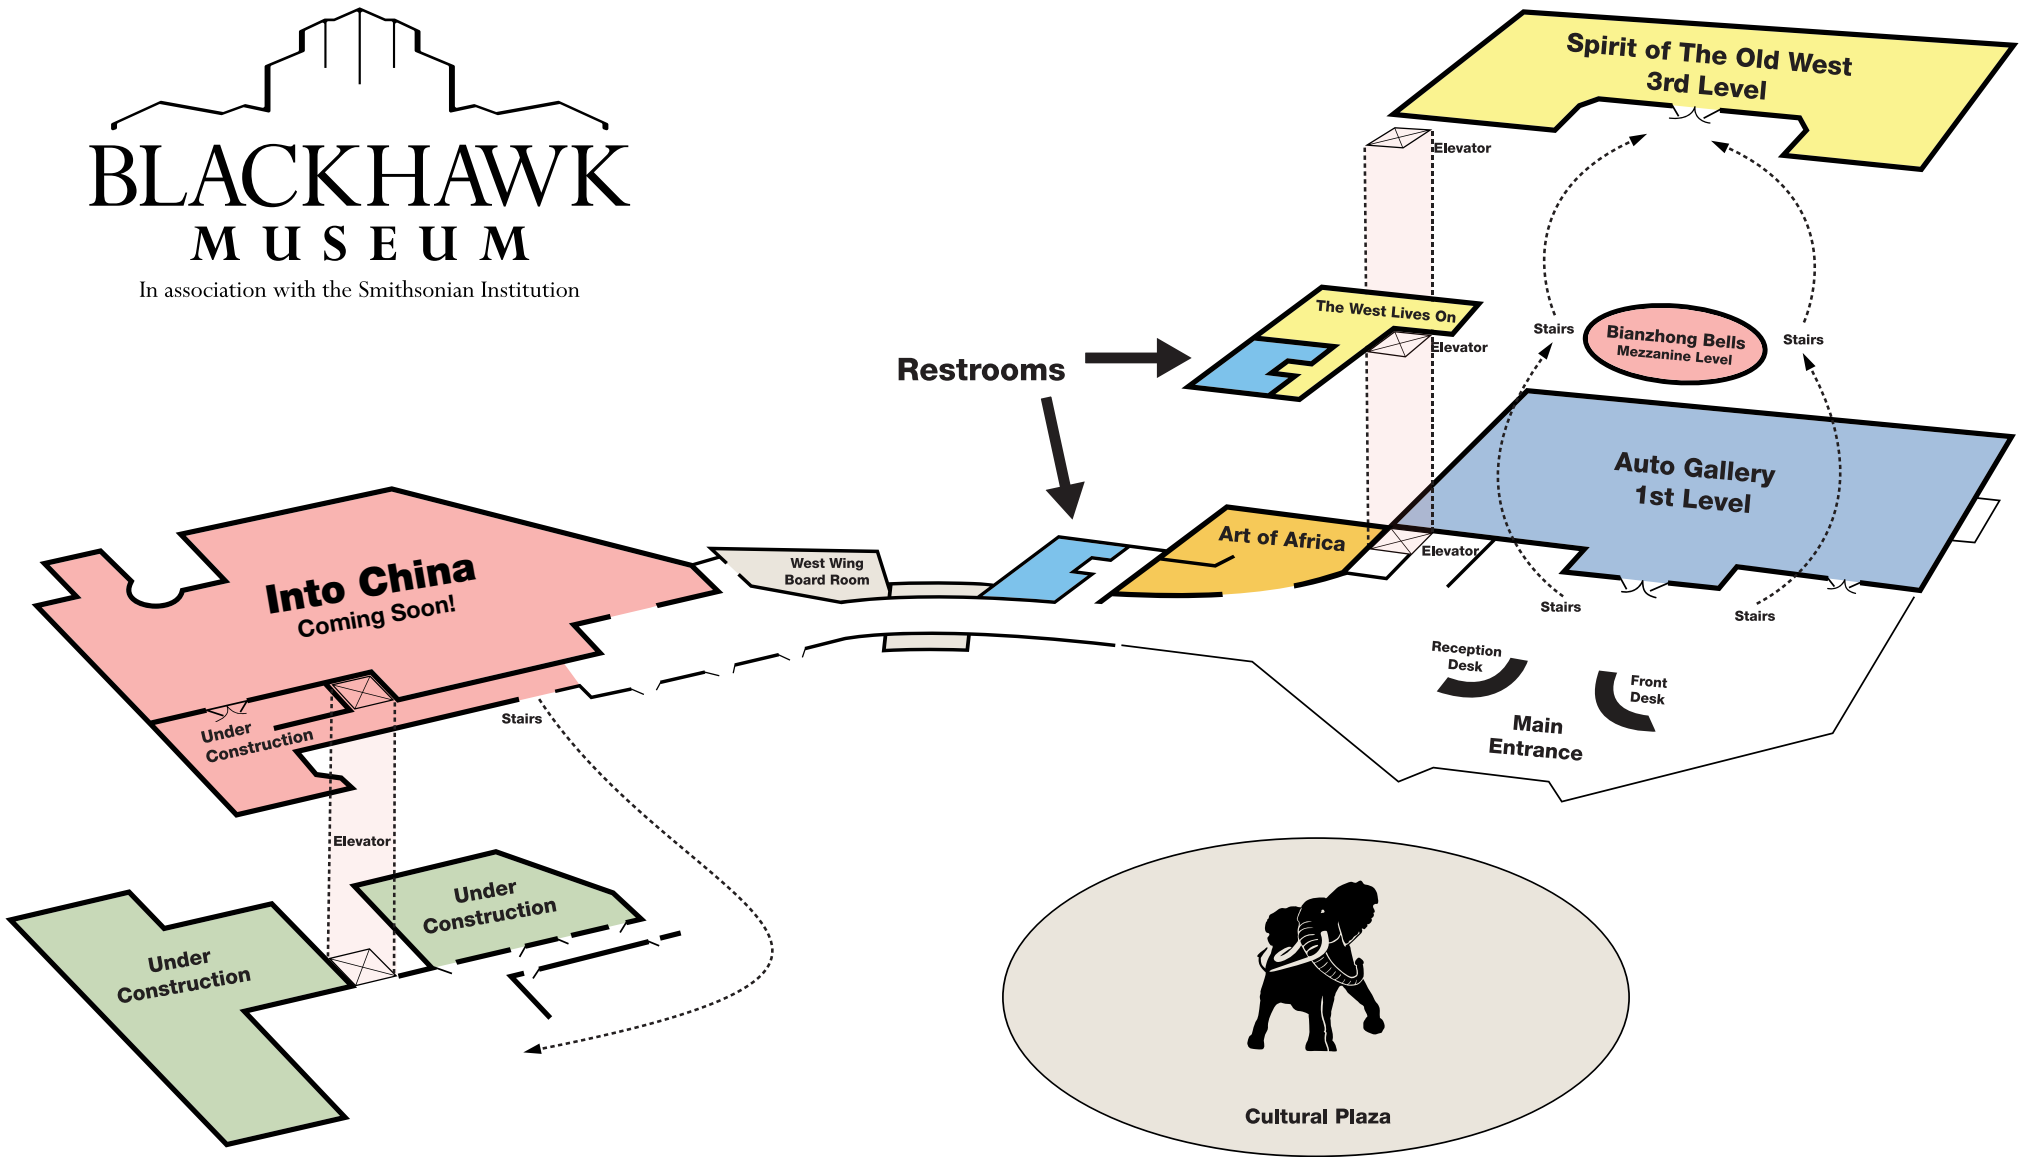 BLACKHAWK
MUSEUM
In association with the Smithsonian Institution
Spirit of The Old West
3rd Level
Elevator
The West Lives On
Elevator
Stairs
Bianzhong Bells
Mezzanine Level
Stairs
Restrooms
Auto Gallery
1st Level
Art of Africa
Elevator
West Wing
Board Room
Into China
Coming Soon!
Stairs
Stairs
Reception
Desk
Front
Desk
Main
Entrance
Under
Construction
Stairs
Elevator
Under
Construction
Under
Construction
Cultural Plaza